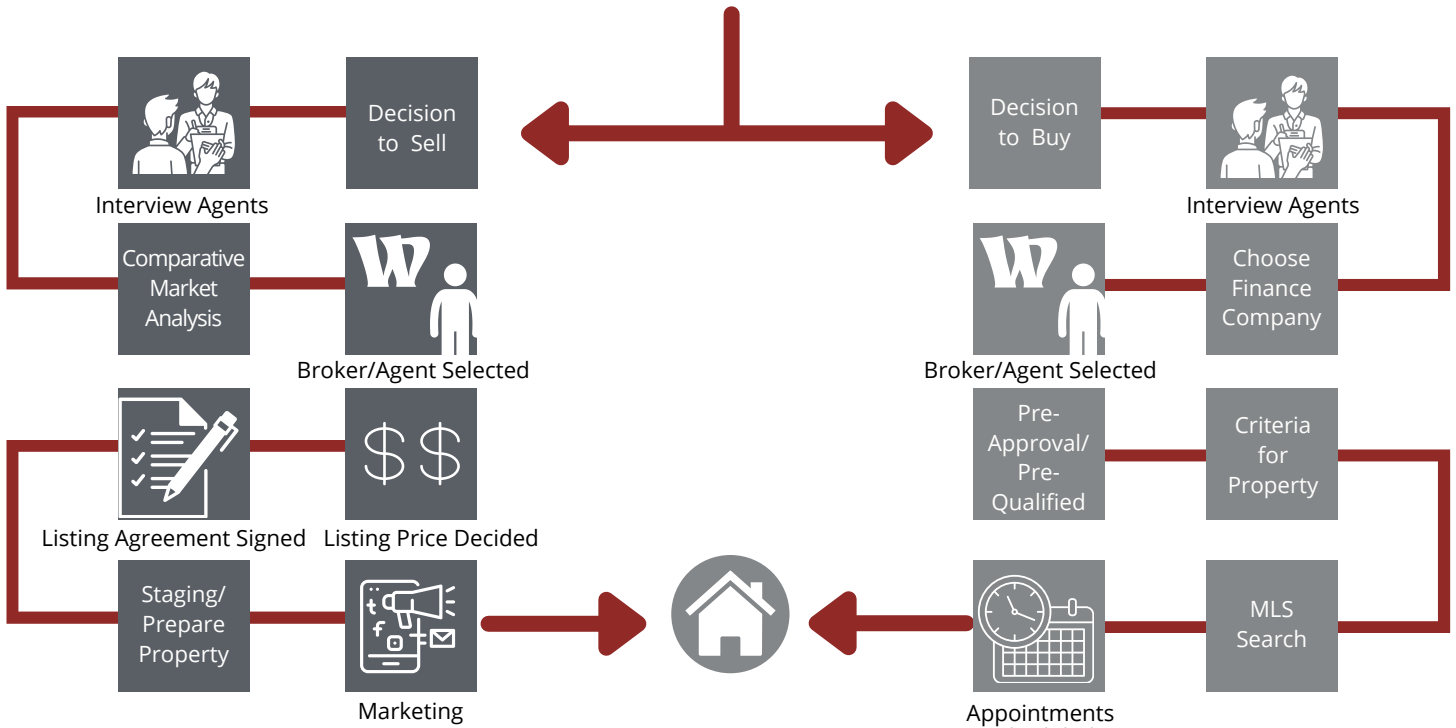 Decision
to Sell
Interview Agents
Comparative
Market
Analysis
W
Broker/Agent Selected
Listing Agreement Signed
$ $
Listing Price Decided
Staging/
Prepare
Property
t
f
Marketing
Decision
to Buy
Interview Agents
Choose
Finance
Company
W
Broker/Agent Selected
Pre-
Approval/
Pre-
Qualified
Criteria
for
Property
MLS
Search
Appointments